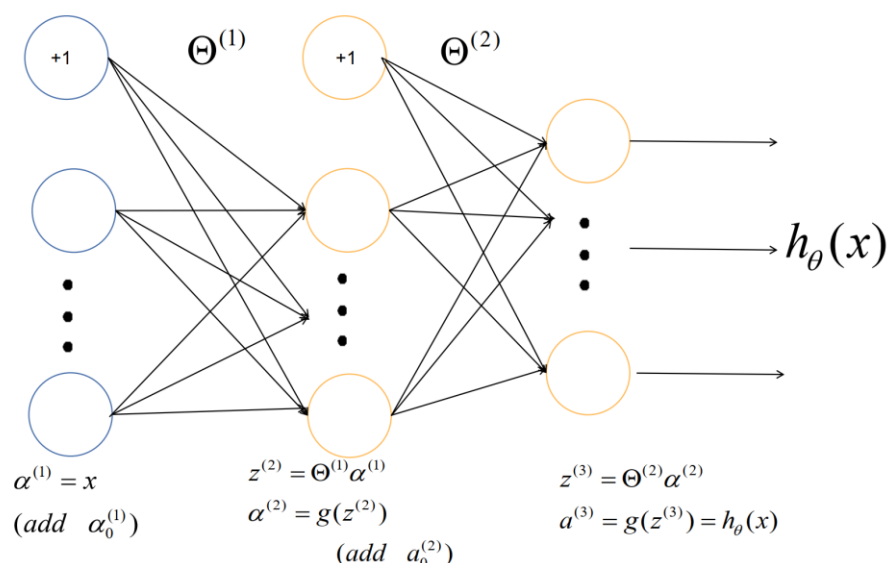 +1 Θ^{(1)} +1 Θ^{(2)}
h_θ(x)
α^{(1)} = x
(add α_0^{(1)})
z^{(2)} = Θ^{(1)}α^{(1)}
α^{(2)} = g(z^{(2)})
(add a_0^{(2)})
z^{(3)} = Θ^{(2)}α^{(2)}
a^{(3)} = g(z^{(3)}) = h_θ(x)